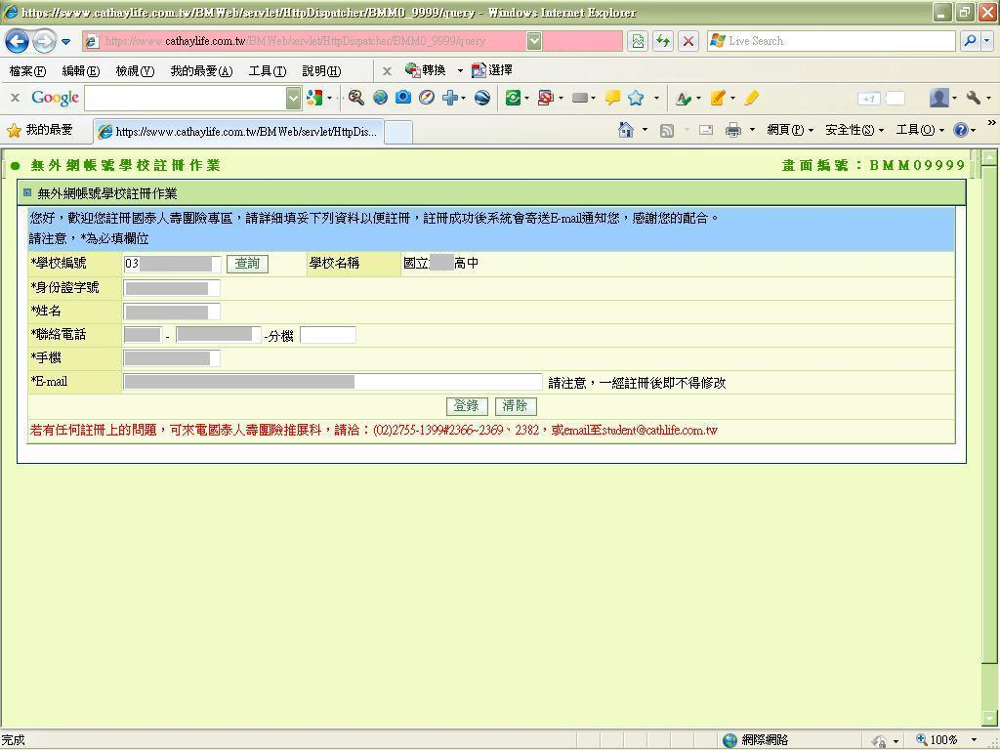 https://swww.cathaylife.com.tw/BMWeb/servlet/HttpDispatcher/BMM0_9999/query - Windows Internet Explorer
https://swww.cathaylife.com.tw/BMWeb/servlet/HttpDispatcher/BMM0_9999/query
Live Search
檔案(F) 編輯(E) 檢視(V) 我的最愛(A) 工具(T) 說明(H) x 轉換 選擇
x Google +1
我的最愛 https://swww.cathaylife.com.tw/BMWeb/servlet/HttpDis... 網頁(P) 安全性(S) 工具(O) »
無外網帳號學校註冊作業 畫面編號：BMM09999
無外網帳號學校註冊作業
您好，歡迎您註冊國泰人壽團險專區，請詳細填妥下列資料以便註冊，註冊成功後系統會寄送E-mail通知您，感謝您的配合。
請注意，*為必填欄位
*學校編號 03 查詢 學校名稱 國立 高中
*身份證字號
*姓名
*聯絡電話 - -分機
*手機
*E-mail 請注意，一經註冊後即不得修改
登錄 清除
若有任何註冊上的問題，可來電國泰人壽團險推展科，請洽：(02)2755-1399#2366~2369、2382，或email至student@cathlife.com.tw
完成 網際網路 100%